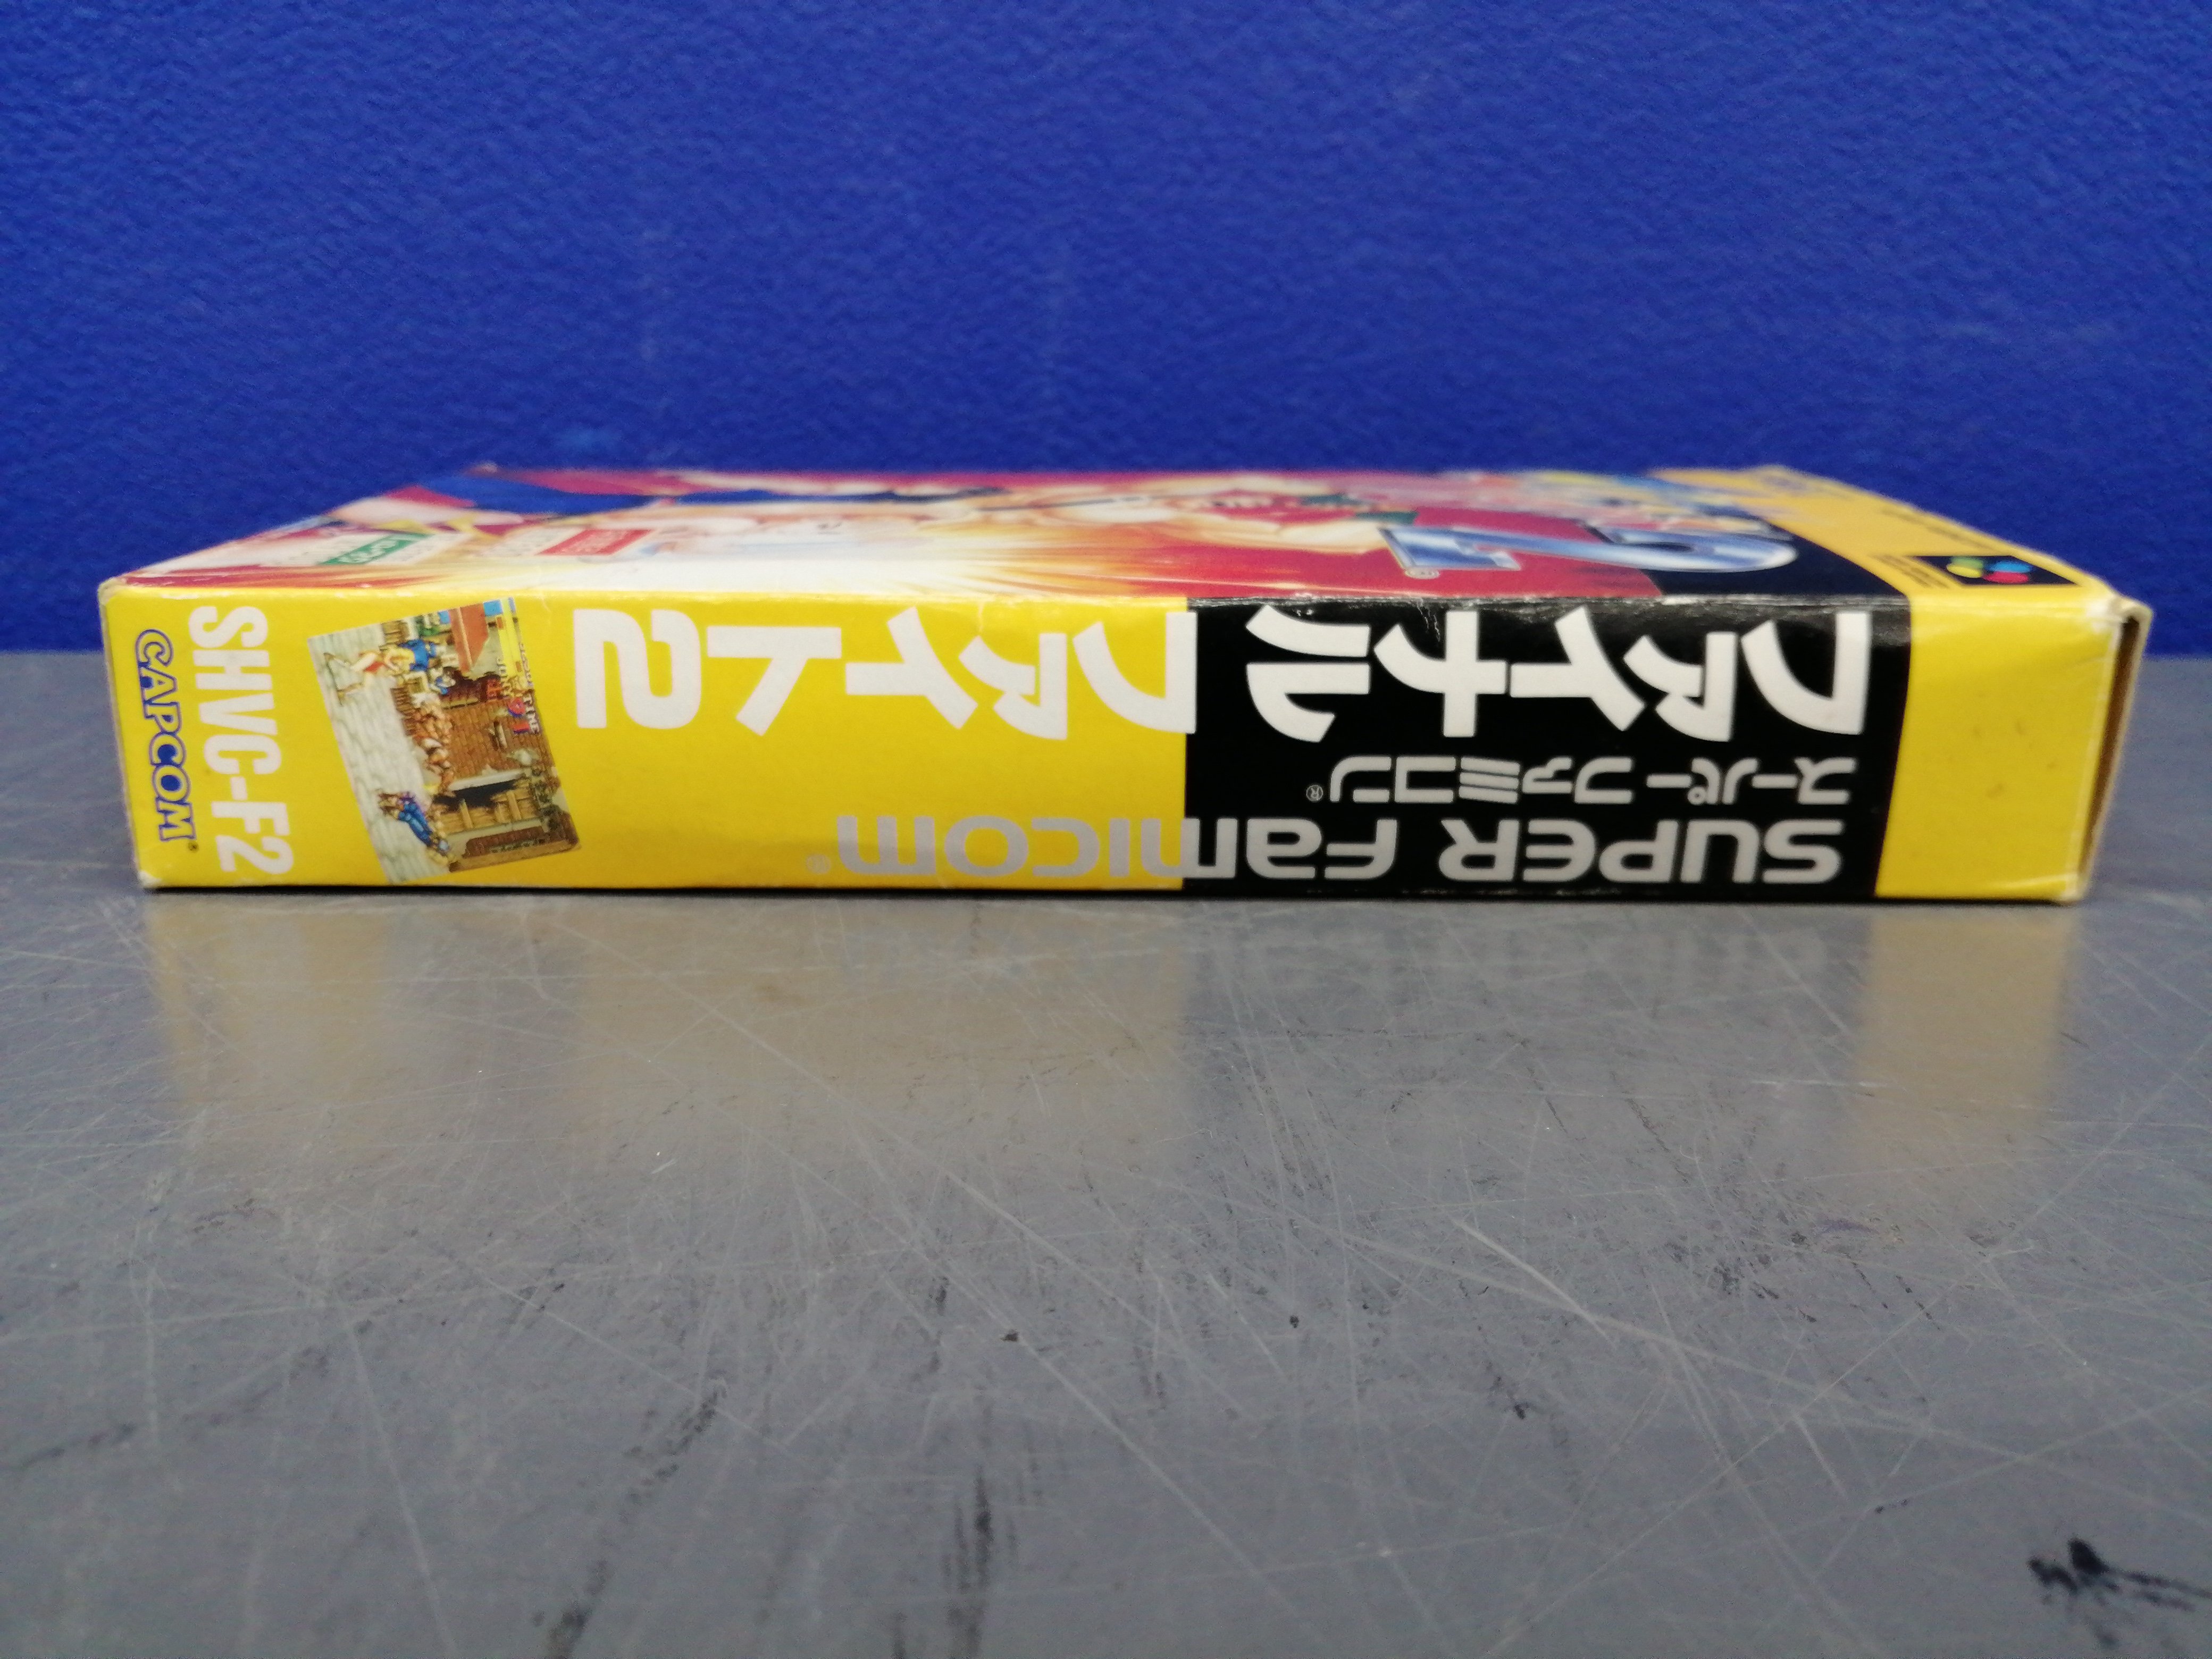 SUPER Famicom®
スーパーファミコン®
ファイナルファイト2
SHVC-F2
CAPCOM®
2